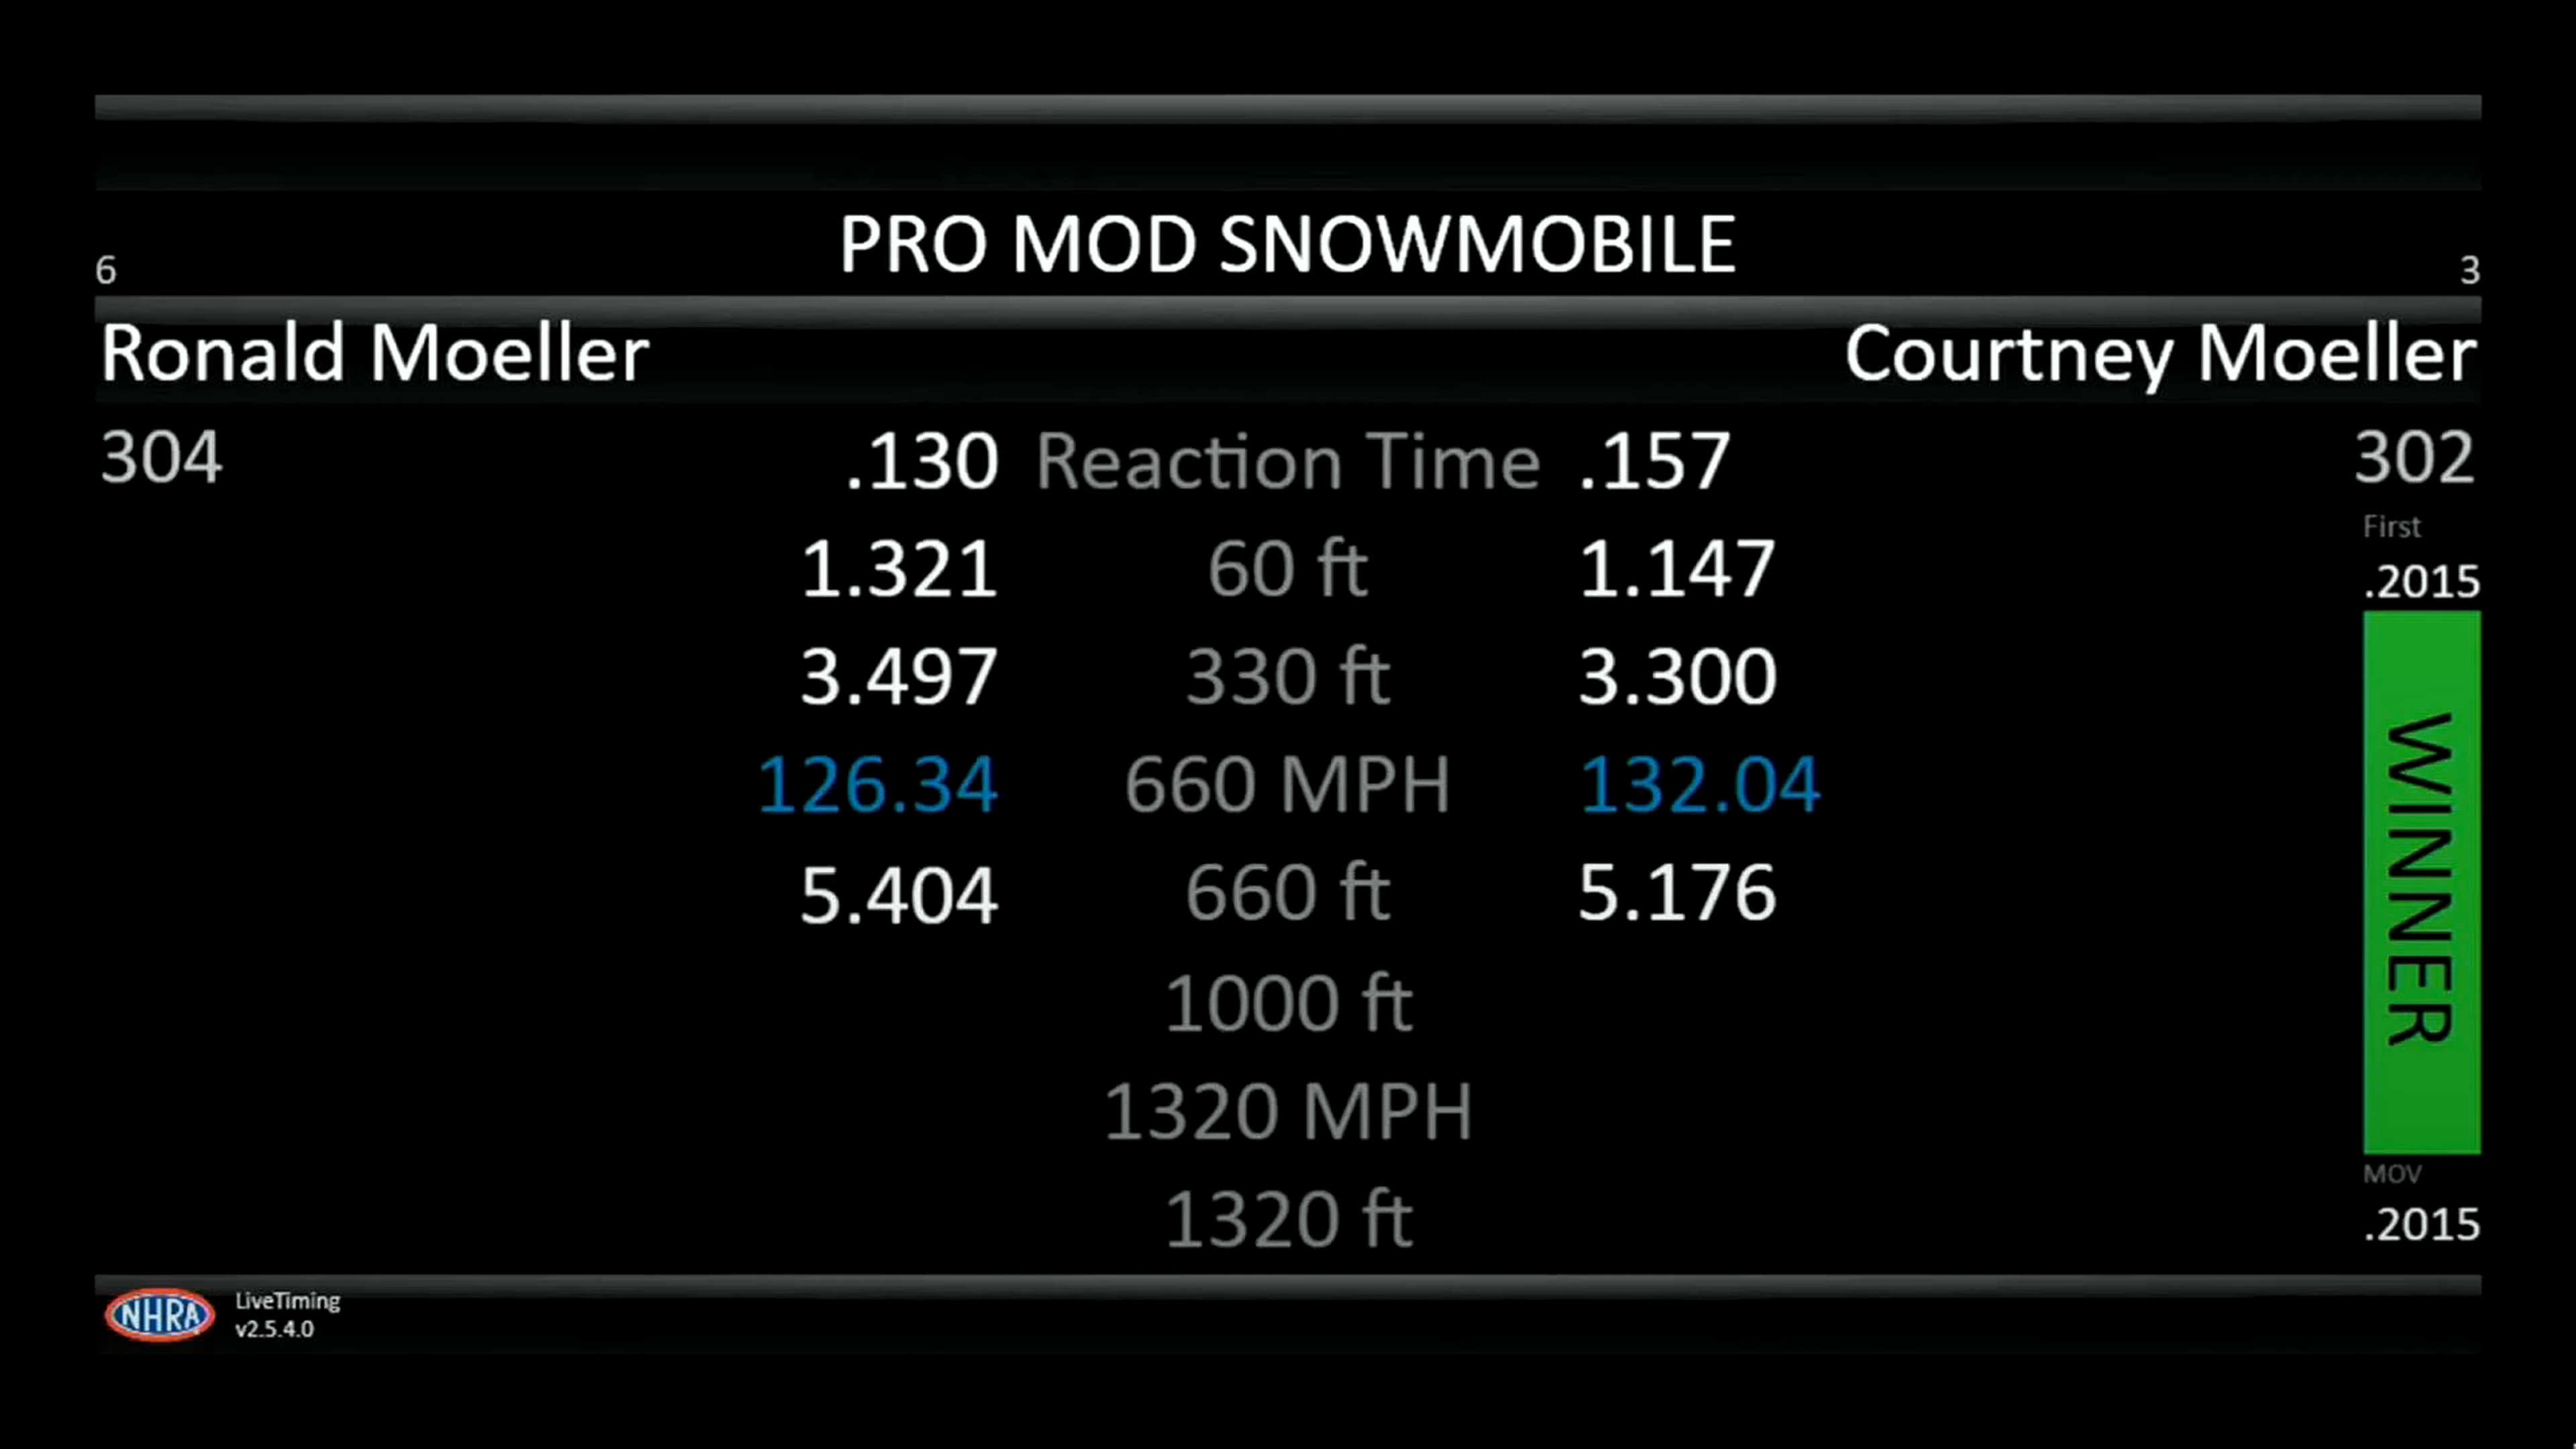 PRO MOD SNOWMOBILE
6 3
Ronald Moeller Courtney Moeller
304 .130 Reaction Time .157 302
First
1.321 60 ft 1.147 .2015
3.497 330 ft 3.300
126.34 660 MPH 132.04
WINNER
5.404 660 ft 5.176
1000 ft
1320 MPH
MOV
1320 ft .2015
NHRA LiveTiming
v2.5.4.0